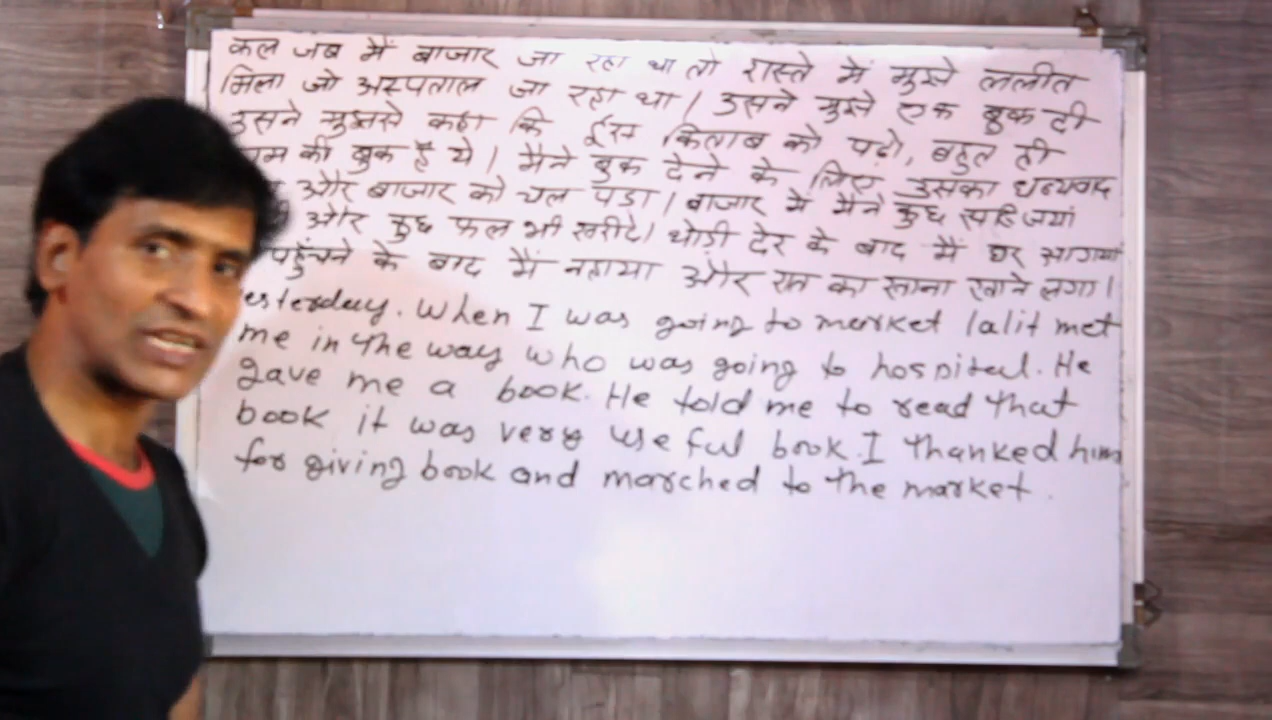 कल जब मैं बाजार जा रहा था तो रास्ते में मुझे ललीत
मिला जो अस्पताल जा रहा था। उसने मुझे एक बुक दी
उसने मुझसे कहा कि इस किताब को पढो, बहुत ही
की बुक है ये। मैंने बुक देने के लिए उसका धन्यवाद
और बाजार को चल पडा। बाजार में मैंने कुछ सब्जियां
और कुछ फल भी खरीदे। थोडी देर के बाद मैं घर आगया
पहुंचने के बाद मैं नहाया और रात का खाना खाने लगा।
esterday. When I was going to market lalit met
me in the way who was going to hospital. He
gave me a book. He told me to read that
book it was very useful book. I thanked him
for giving book and marched to the market.